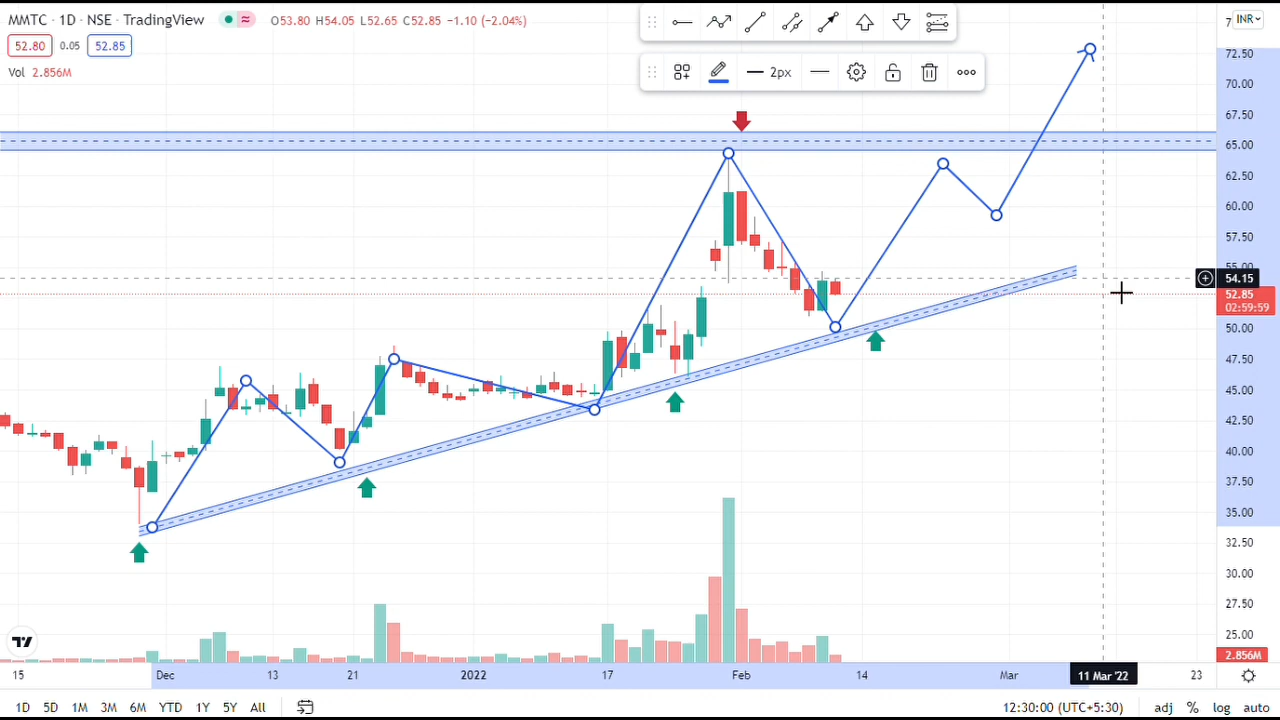 MMTC · 1D · NSE · TradingView ≈ O53.80 H54.05 L52.65 C52.85 −1.10 (−2.04%)
52.80 0.05 52.85
Vol 2.856M
2px
INR
72.50
70.00
67.50
65.00
62.50
60.00
57.50
55.00
54.15
52.85
02:59:59
50.00
47.50
45.00
42.50
40.00
37.50
35.00
32.50
30.00
27.50
25.00
2.856M
15 Dec 13 21 2022 17 Feb 14 Mar 11 Mar '22 23
1D 5D 1M 3M 6M YTD 1Y 5Y All 12:30:00 (UTC+5:30) adj % log auto